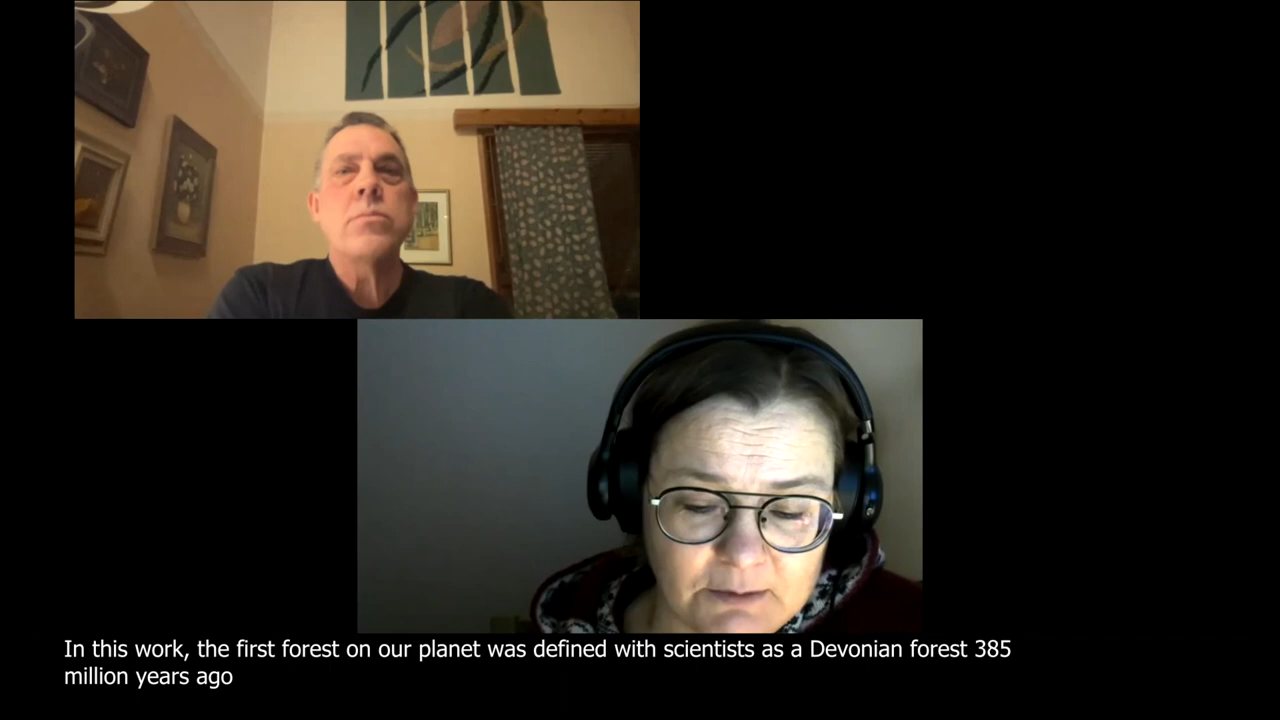 In this work, the first forest on our planet was defined with scientists as a Devonian forest 385
million years ago